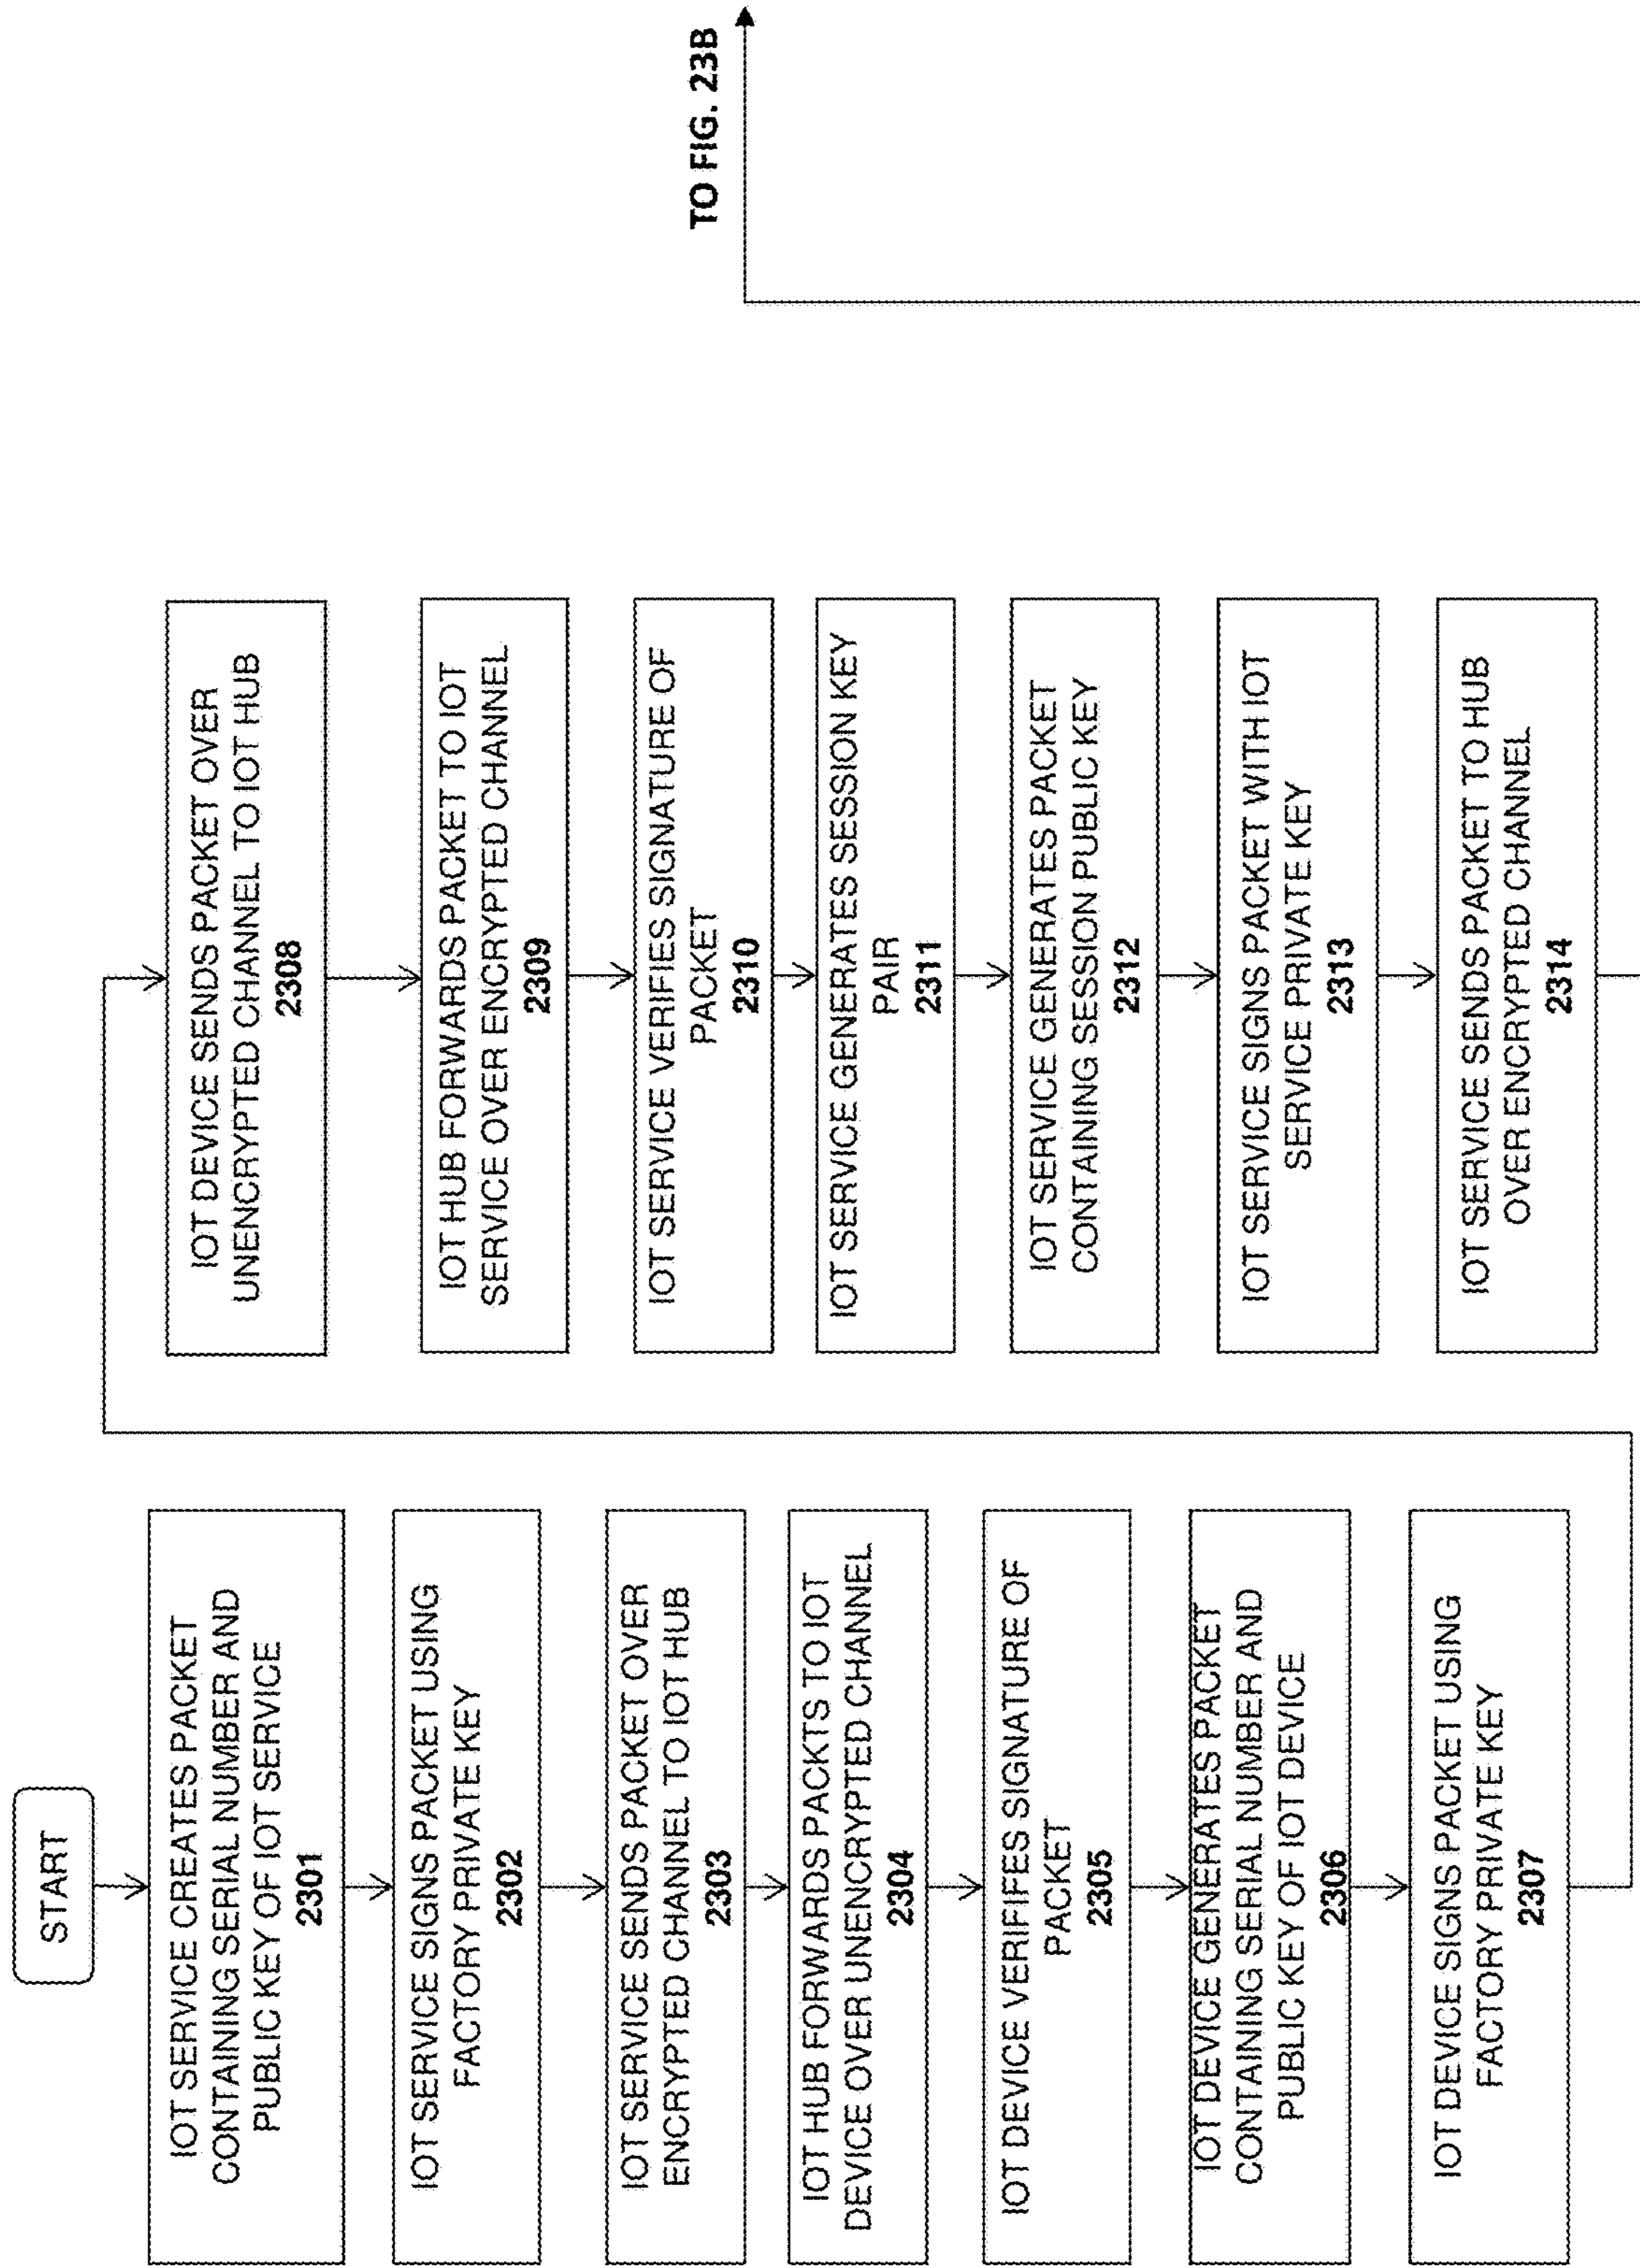 START
IOT SERVICE CREATES PACKET
CONTAINING SERIAL NUMBER AND
PUBLIC KEY OF IOT SERVICE
2301
IOT SERVICE SIGNS PACKET USING
FACTORY PRIVATE KEY
2302
IOT SERVICE SENDS PACKET OVER
ENCRYPTED CHANNEL TO IOT HUB
2303
IOT HUB FORWARDS PACKTS TO IOT
DEVICE OVER UNENCRYPTED CHANNEL
2304
IOT DEVICE VERIFIFES SIGNATURE OF
PACKET
2305
IOT DEVICE GENERATES PACKET
CONTAINING SERIAL NUMBER AND
PUBLIC KEY OF IOT DEVICE
2306
IOT DEVICE SIGNS PACKET USING
FACTORY PRIVATE KEY
2307
IOT DEVICE SENDS PACKET OVER
UNENCRYPTED CHANNEL TO IOT HUB
2308
IOT HUB FORWARDS PACKET TO IOT
SERVICE OVER ENCRYPTED CHANNEL
2309
IOT SERVICE VERIFIES SIGNATURE OF
PACKET
2310
IOT SERVICE GENERATES SESSION KEY
PAIR
2311
IOT SERVICE GENERATES PACKET
CONTAINING SESSION PUBLIC KEY
2312
IOT SERVICE SIGNS PACKET WITH IOT
SERVICE PRIVATE KEY
2313
IOT SERVICE SENDS PACKET TO HUB
OVER ENCRYPTED CHANNEL
2314
TO FIG. 23B